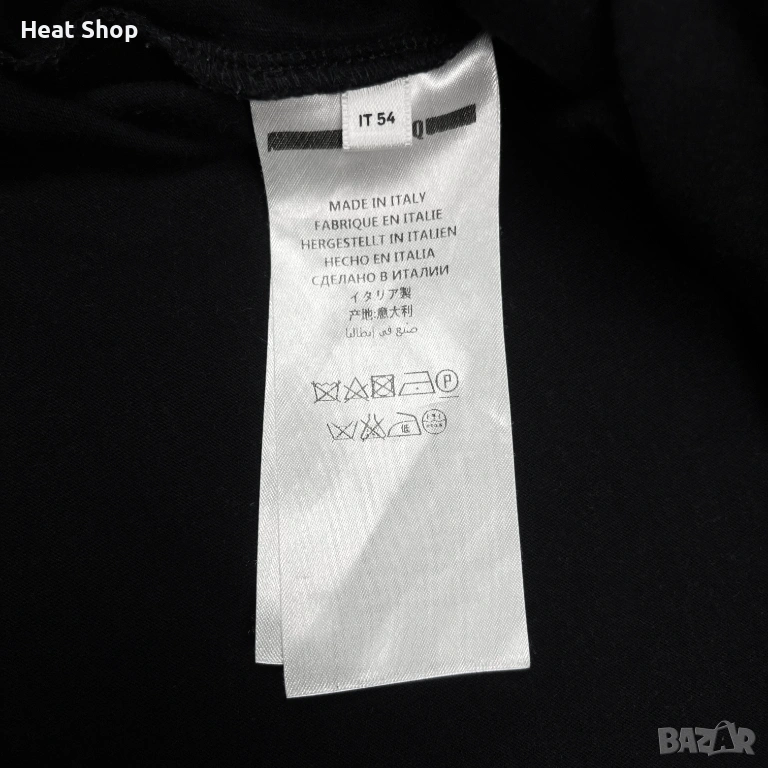 Heat Shop
IT 54
Q
MADE IN ITALY
FABRIQUE EN ITALIE
HERGESTELLT IN ITALIEN
HECHO EN ITALIA
СДЕЛАНО В ИТАЛИИ
イタリア製
产地:意大利
صنع في إيطاليا
P
低
BAZAR